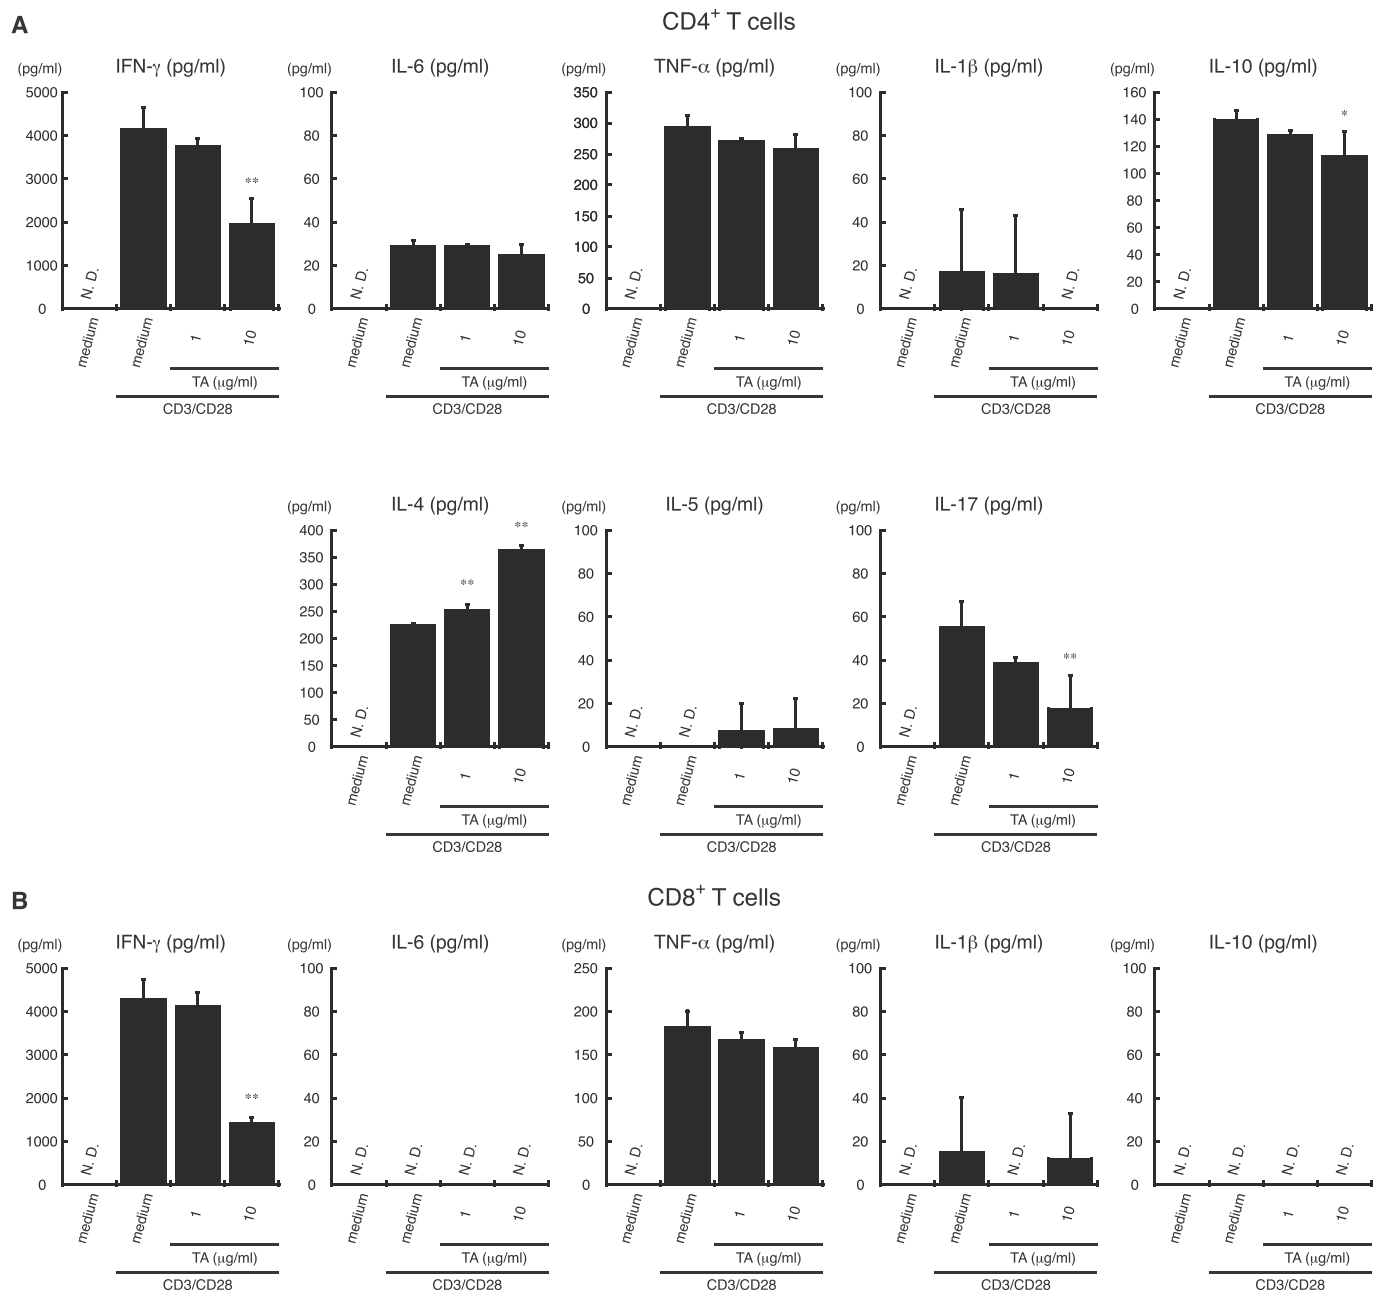 A
CD4+ T cells
(pg/ml) IFN-γ (pg/ml)
5000
4000
3000
2000
1000
0
N. D.
**
medium medium 1 10
TA (μg/ml)
CD3/CD28
(pg/ml) IL-6 (pg/ml)
100
80
60
40
20
0
N. D.
medium medium 1 10
TA (μg/ml)
CD3/CD28
(pg/ml) TNF-α (pg/ml)
350
300
250
200
150
100
50
0
N. D.
medium medium 1 10
TA (μg/ml)
CD3/CD28
(pg/ml) IL-1β (pg/ml)
100
80
60
40
20
0
N. D. N. D.
medium medium 1 10
TA (μg/ml)
CD3/CD28
(pg/ml) IL-10 (pg/ml)
160
140
120
100
80
60
40
20
0
N. D.
*
medium medium 1 10
TA (μg/ml)
CD3/CD28
(pg/ml) IL-4 (pg/ml)
400
350
300
250
200
150
100
50
0
N. D.
** **
medium medium 1 10
TA (μg/ml)
CD3/CD28
(pg/ml) IL-5 (pg/ml)
100
80
60
40
20
0
N. D. N. D.
medium medium 1 10
TA (μg/ml)
CD3/CD28
(pg/ml) IL-17 (pg/ml)
100
80
60
40
20
0
N. D.
**
medium medium 1 10
TA (μg/ml)
CD3/CD28
B
CD8+ T cells
(pg/ml) IFN-γ (pg/ml)
5000
4000
3000
2000
1000
0
N. D.
**
medium medium 1 10
TA (μg/ml)
CD3/CD28
(pg/ml) IL-6 (pg/ml)
100
80
60
40
20
0
N. D. N. D. N. D. N. D.
medium medium 1 10
TA (μg/ml)
CD3/CD28
(pg/ml) TNF-α (pg/ml)
250
200
150
100
50
0
N. D.
medium medium 1 10
TA (μg/ml)
CD3/CD28
(pg/ml) IL-1β (pg/ml)
100
80
60
40
20
0
N. D. N. D.
medium medium 1 10
TA (μg/ml)
CD3/CD28
(pg/ml) IL-10 (pg/ml)
100
80
60
40
20
0
N. D. N. D. N. D. N. D.
medium medium 1 10
TA (μg/ml)
CD3/CD28